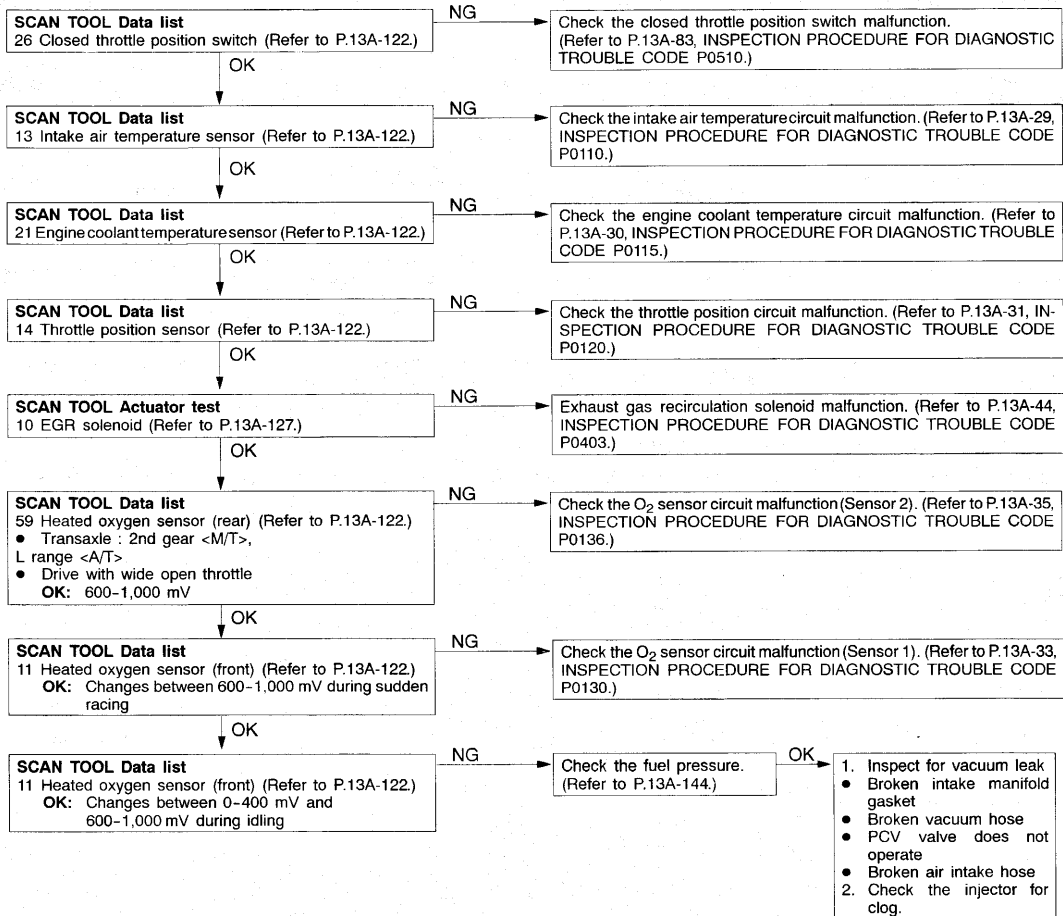 SCAN TOOL Data list
26 Closed throttle position switch (Refer to P.13A-122.)
NG
Check the closed throttle position switch malfunction.
(Refer to P.13A-83, INSPECTION PROCEDURE FOR DIAGNOSTIC
TROUBLE CODE P0510.)
OK
SCAN TOOL Data list
13 Intake air temperature sensor (Refer to P.13A-122.)
NG
Check the intake air temperature circuit malfunction. (Refer to P.13A-29,
INSPECTION PROCEDURE FOR DIAGNOSTIC TROUBLE CODE
P0110.)
OK
SCAN TOOL Data list
21 Engine coolant temperature sensor (Refer to P.13A-122.)
NG
Check the engine coolant temperature circuit malfunction. (Refer to
P.13A-30, INSPECTION PROCEDURE FOR DIAGNOSTIC TROUBLE
CODE P0115.)
OK
SCAN TOOL Data list
14 Throttle position sensor (Refer to P.13A-122.)
NG
Check the throttle position circuit malfunction. (Refer to P.13A-31, IN-
SPECTION PROCEDURE FOR DIAGNOSTIC TROUBLE CODE
P0120.)
OK
SCAN TOOL Actuator test
10 EGR solenoid (Refer to P.13A-127.)
NG
Exhaust gas recirculation solenoid malfunction. (Refer to P.13A-44,
INSPECTION PROCEDURE FOR DIAGNOSTIC TROUBLE CODE
P0403.)
OK
SCAN TOOL Data list
59 Heated oxygen sensor (rear) (Refer to P.13A-122.)
● Transaxle : 2nd gear <M/T>,
L range <A/T>
● Drive with wide open throttle
OK: 600-1,000 mV
NG
Check the O2 sensor circuit malfunction (Sensor 2). (Refer to P.13A-35,
INSPECTION PROCEDURE FOR DIAGNOSTIC TROUBLE CODE
P0136.)
OK
SCAN TOOL Data list
11 Heated oxygen sensor (front) (Refer to P.13A-122.)
OK: Changes between 600-1,000 mV during sudden
racing
NG
Check the O2 sensor circuit malfunction (Sensor 1). (Refer to P.13A-33,
INSPECTION PROCEDURE FOR DIAGNOSTIC TROUBLE CODE
P0130.)
OK
SCAN TOOL Data list
11 Heated oxygen sensor (front) (Refer to P.13A-122.)
OK: Changes between 0-400 mV and
600-1,000 mV during idling
NG
Check the fuel pressure.
(Refer to P.13A-144.)
OK
1. Inspect for vacuum leak
● Broken intake manifold
gasket
● Broken vacuum hose
● PCV valve does not
operate
● Broken air intake hose
2. Check the injector for
clog.